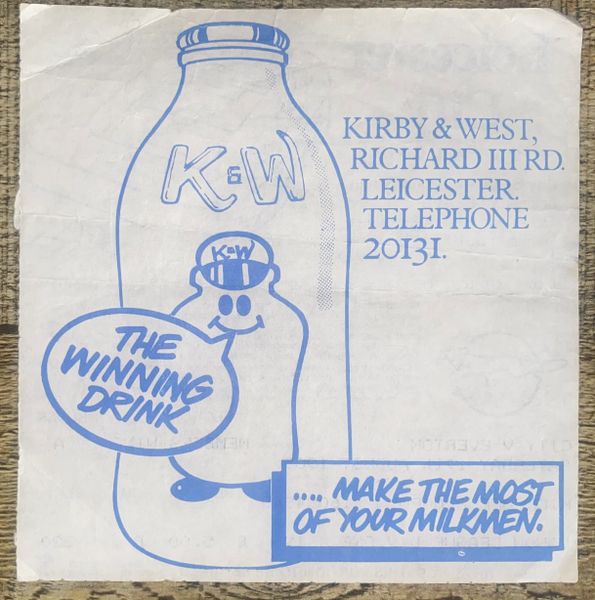 K&W
KIRBY & WEST,
RICHARD III RD.
LEICESTER.
TELEPHONE
20131.
K&W
THE
WINNING
DRINK
.... MAKE THE MOST
OF YOUR MILKMEN.